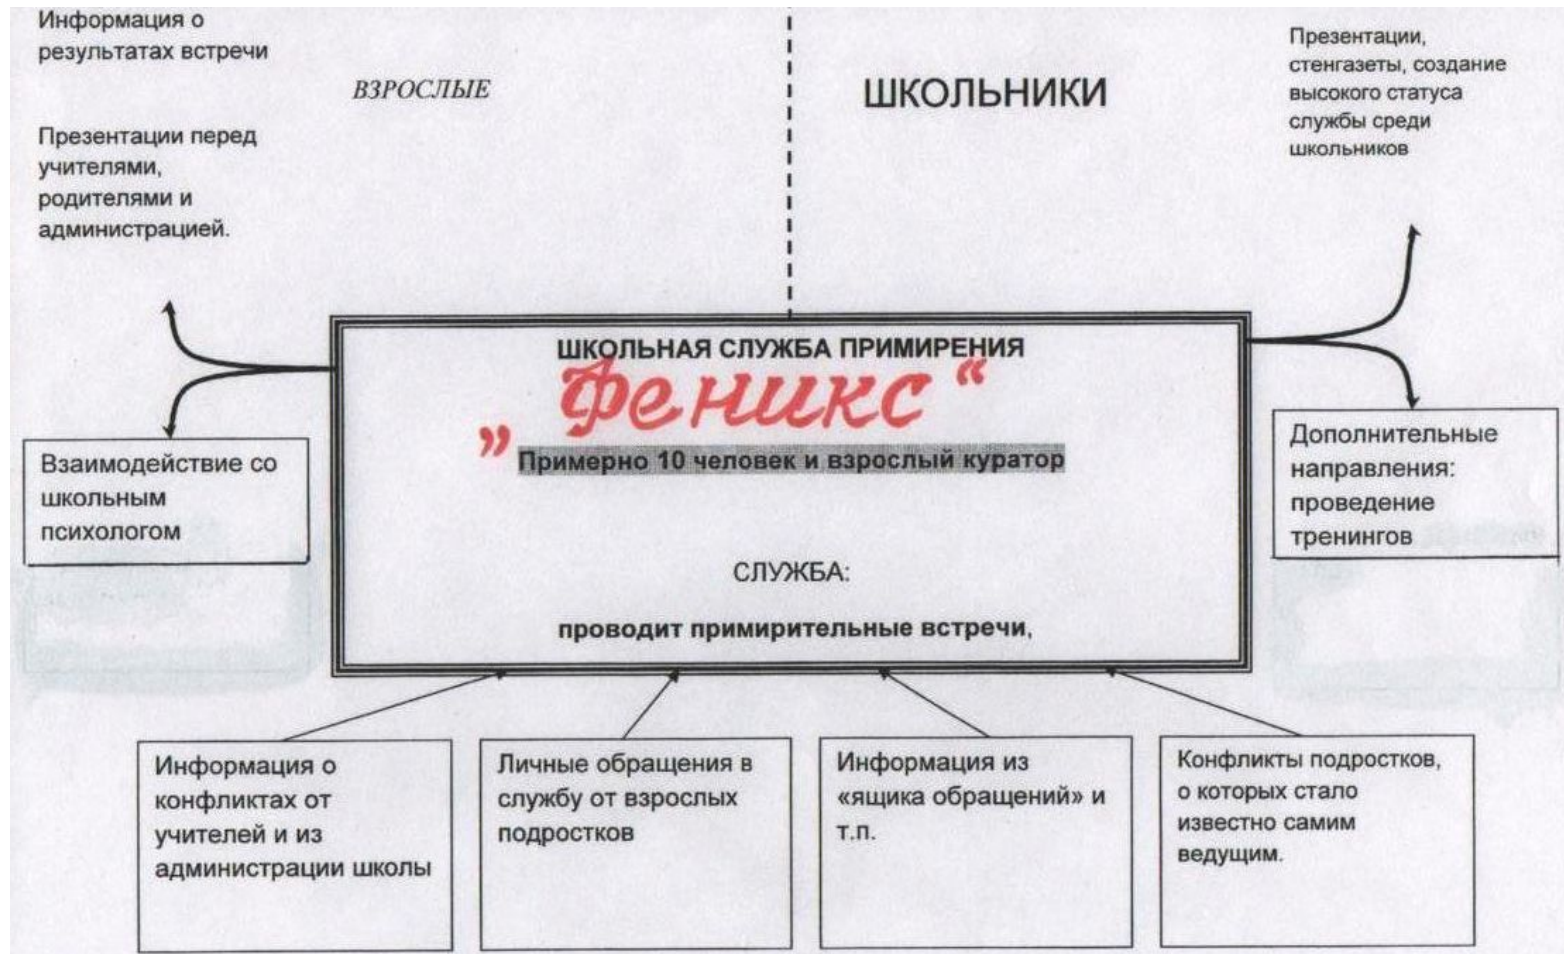 Информация о
результатах встречи
Презентации перед
учителями,
родителями и
администрацией.
ВЗРОСЛЫЕ
ШКОЛЬНИКИ
Презентации,
стенгазеты, создание
высокого статуса
службы среди
школьников
ШКОЛЬНАЯ СЛУЖБА ПРИМИРЕНИЯ
„Феникс“
Примерно 10 человек и взрослый куратор
СЛУЖБА:
проводит примирительные встречи,
Взаимодействие со
школьным
психологом
Дополнительные
направления:
проведение
тренингов
Информация о
конфликтах от
учителей и из
администрации школы
Личные обращения в
службу от взрослых
подростков
Информация из
«ящика обращений» и
т.п.
Конфликты подростков,
о которых стало
известно самим
ведущим.